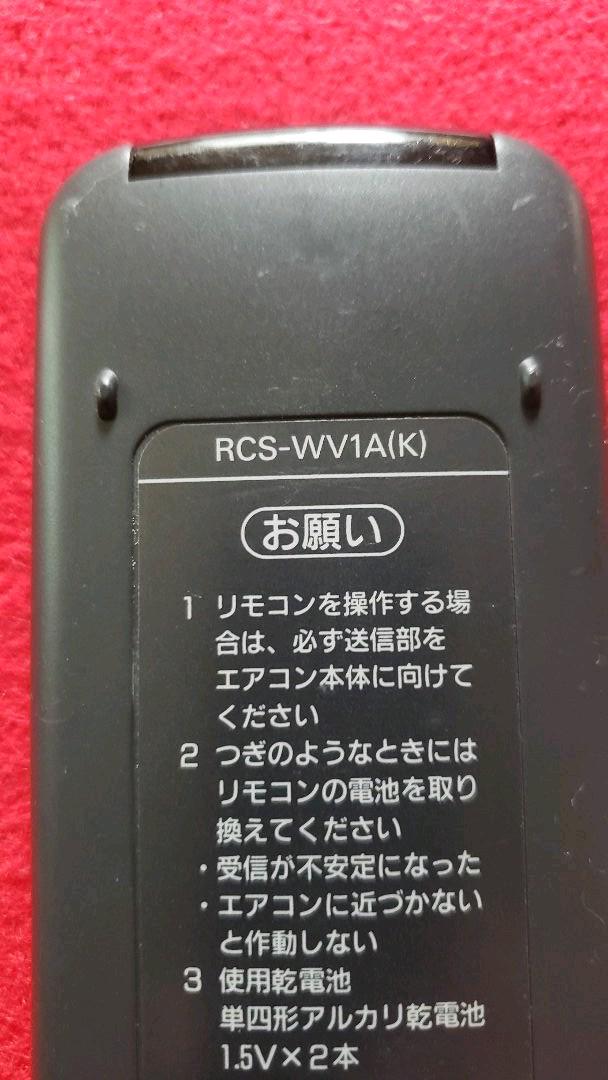 RCS-WV1A(K)
お願い
1 リモコンを操作する場
合は、必ず送信部を
エアコン本体に向けて
ください
2 つぎのようなときには
リモコンの電池を取り
換えてください
・受信が不安定になった
・エアコンに近づかない
と作動しない
3 使用乾電池
単四形アルカリ乾電池
1.5V×2本